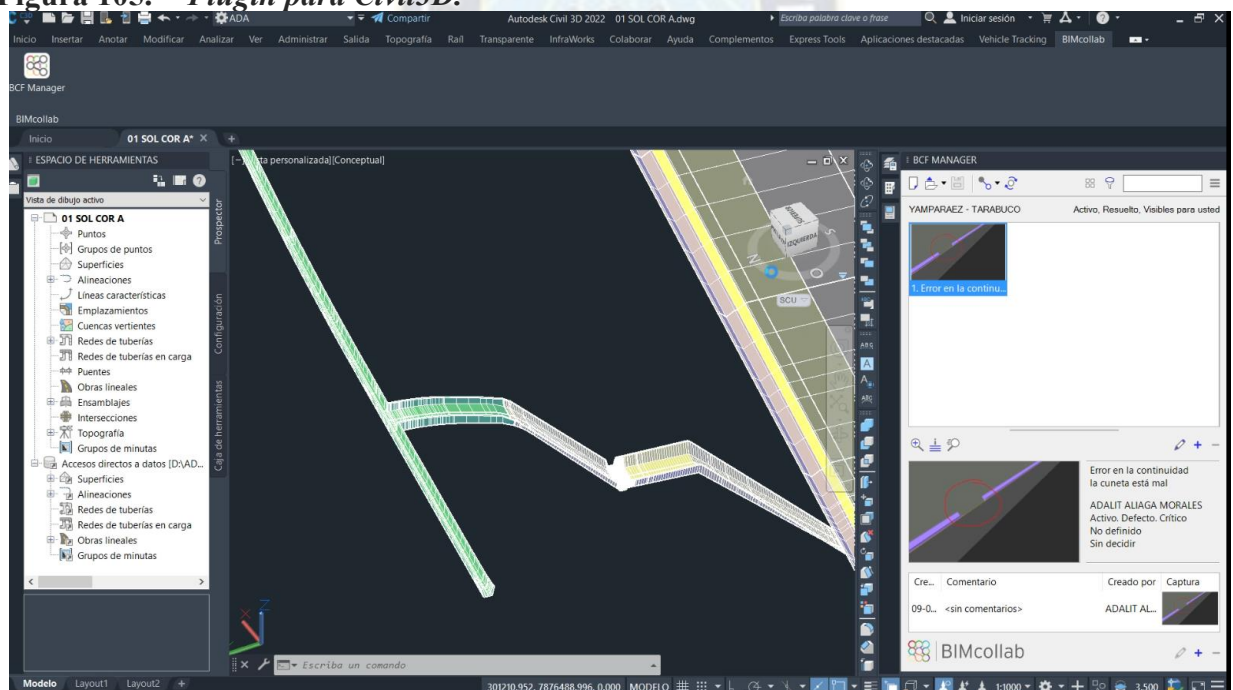 Figura 103. Plugin para Civil3D.
ADA
Compartir
Autodesk Civil 3D 2022 01 SOL COR A.dwg
Escriba palabra clave o frase
Iniciar sesión
Inicio Insertar Anotar Modificar Analizar Ver Administrar Salida Topografía Raíl Transparente InfraWorks Colaborar Ayuda Complementos Express Tools Aplicaciones destacadas Vehicle Tracking BIMcollab
BCF Manager
BIMcollab
Inicio 01 SOL COR A* +
ESPACIO DE HERRAMIENTAS
Vista de dibujo activo
01 SOL COR A
Puntos
Grupos de puntos
Superficies
Alineaciones
Líneas características
Emplazamientos
Cuencas vertientes
Redes de tuberías
Redes de tuberías en carga
Puentes
Obras lineales
Ensamblajes
Intersecciones
Topografía
Grupos de minutas
Accesos directos a datos [D:\AD...
Superficies
Alineaciones
Redes de tuberías
Redes de tuberías en carga
Obras lineales
Grupos de minutas
Prospector
Configuración
Caja de herramientas
ta personalizada][Conceptual]
IZQUIERDA
N
S
SCU
X Z
Escriba un comando
BCF MANAGER
YAMPARAEZ - TARABUCO Activo, Resuelto, Visibles para usted
1. Error en la continu...
Error en la continuidad
la cuneta está mal
ADALIT ALIAGA MORALES
Activo. Defecto. Crítico
No definido
Sin decidir
Cre... Comentario Creado por Captura
09-0... <sin comentarios> ADALIT AL...
BIMcollab
Modelo Layout1 Layout2 +
301210.952, 7876488.996, 0.000 MODELO 1:1000 3.500